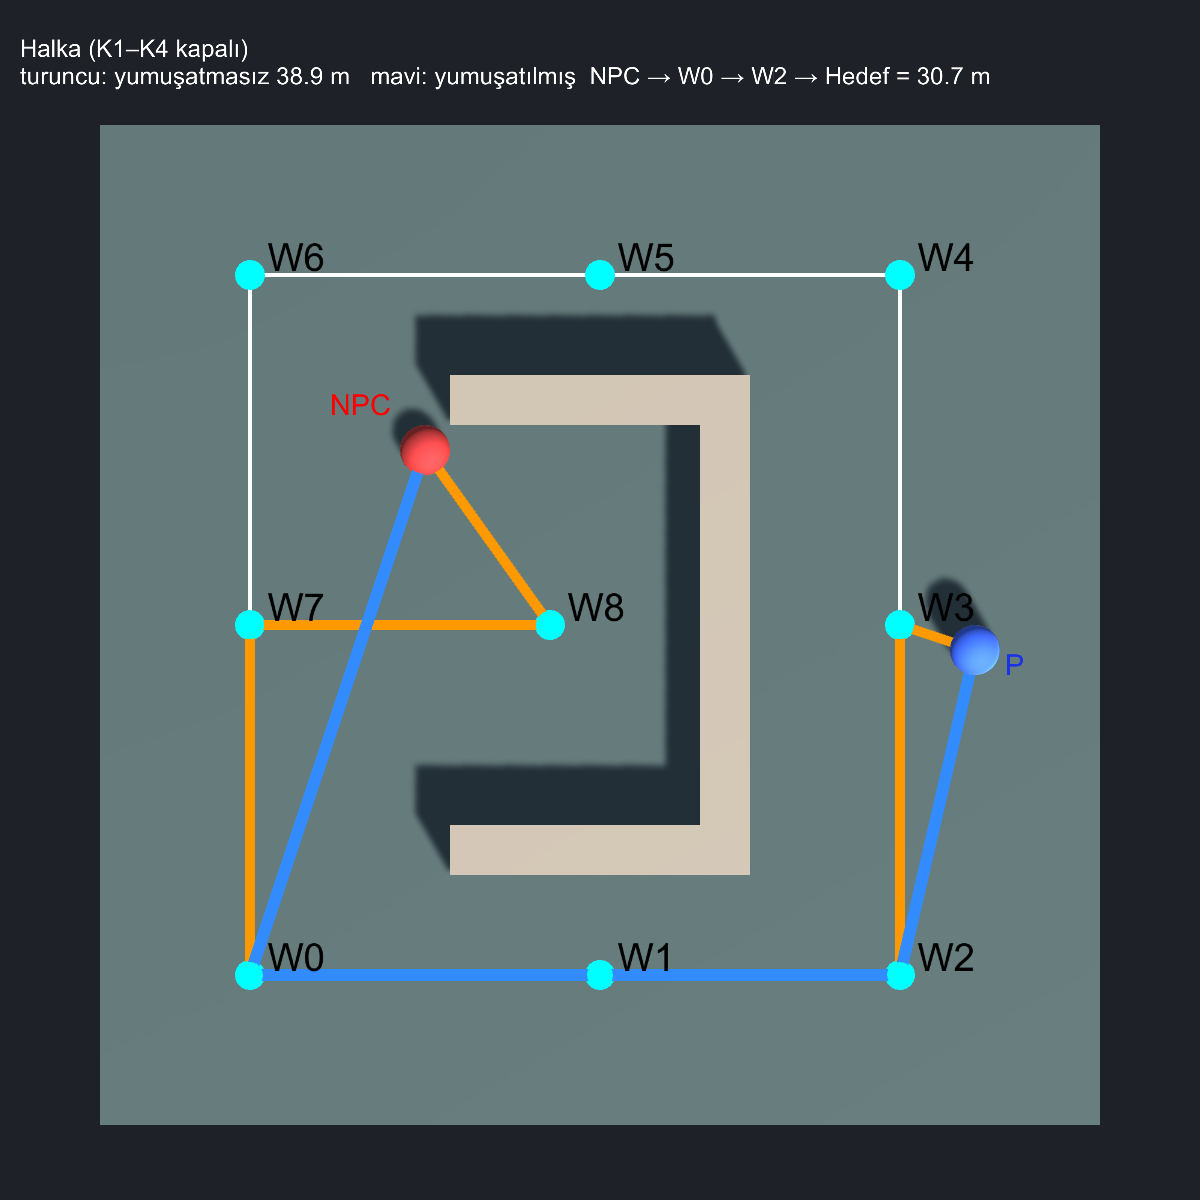 Halka (K1–K4 kapalı)
turuncu: yumuşatmasız 38.9 m   mavi: yumuşatılmış  NPC → W0 → W2 → Hedef = 30.7 m
W6
W5
W4
NPC
W7
W8
W3
P
W0
W1
W2